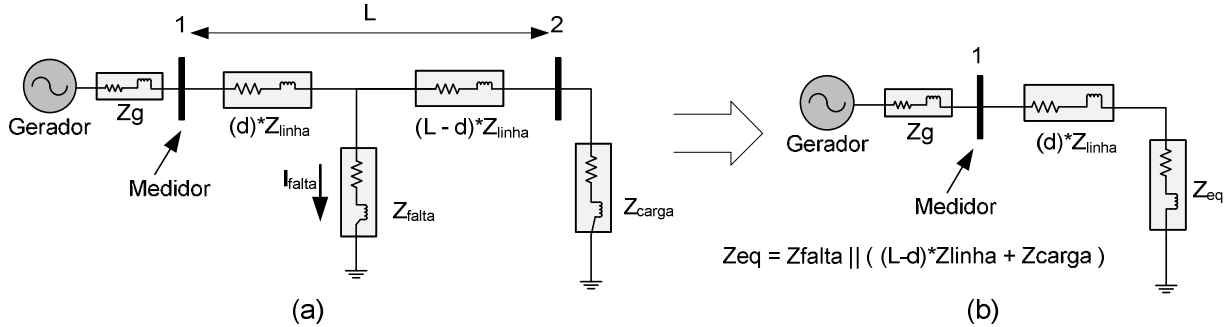 1
L
2
Gerador
Zg
(d)*Zlinha
(L - d)*Zlinha
Medidor
Ifalta
Zfalta
Zcarga
(a)
1
Gerador
Zg
(d)*Zlinha
Medidor
Zeq
Zeq = Zfalta || ( (L-d)*Zlinha + Zcarga )
(b)